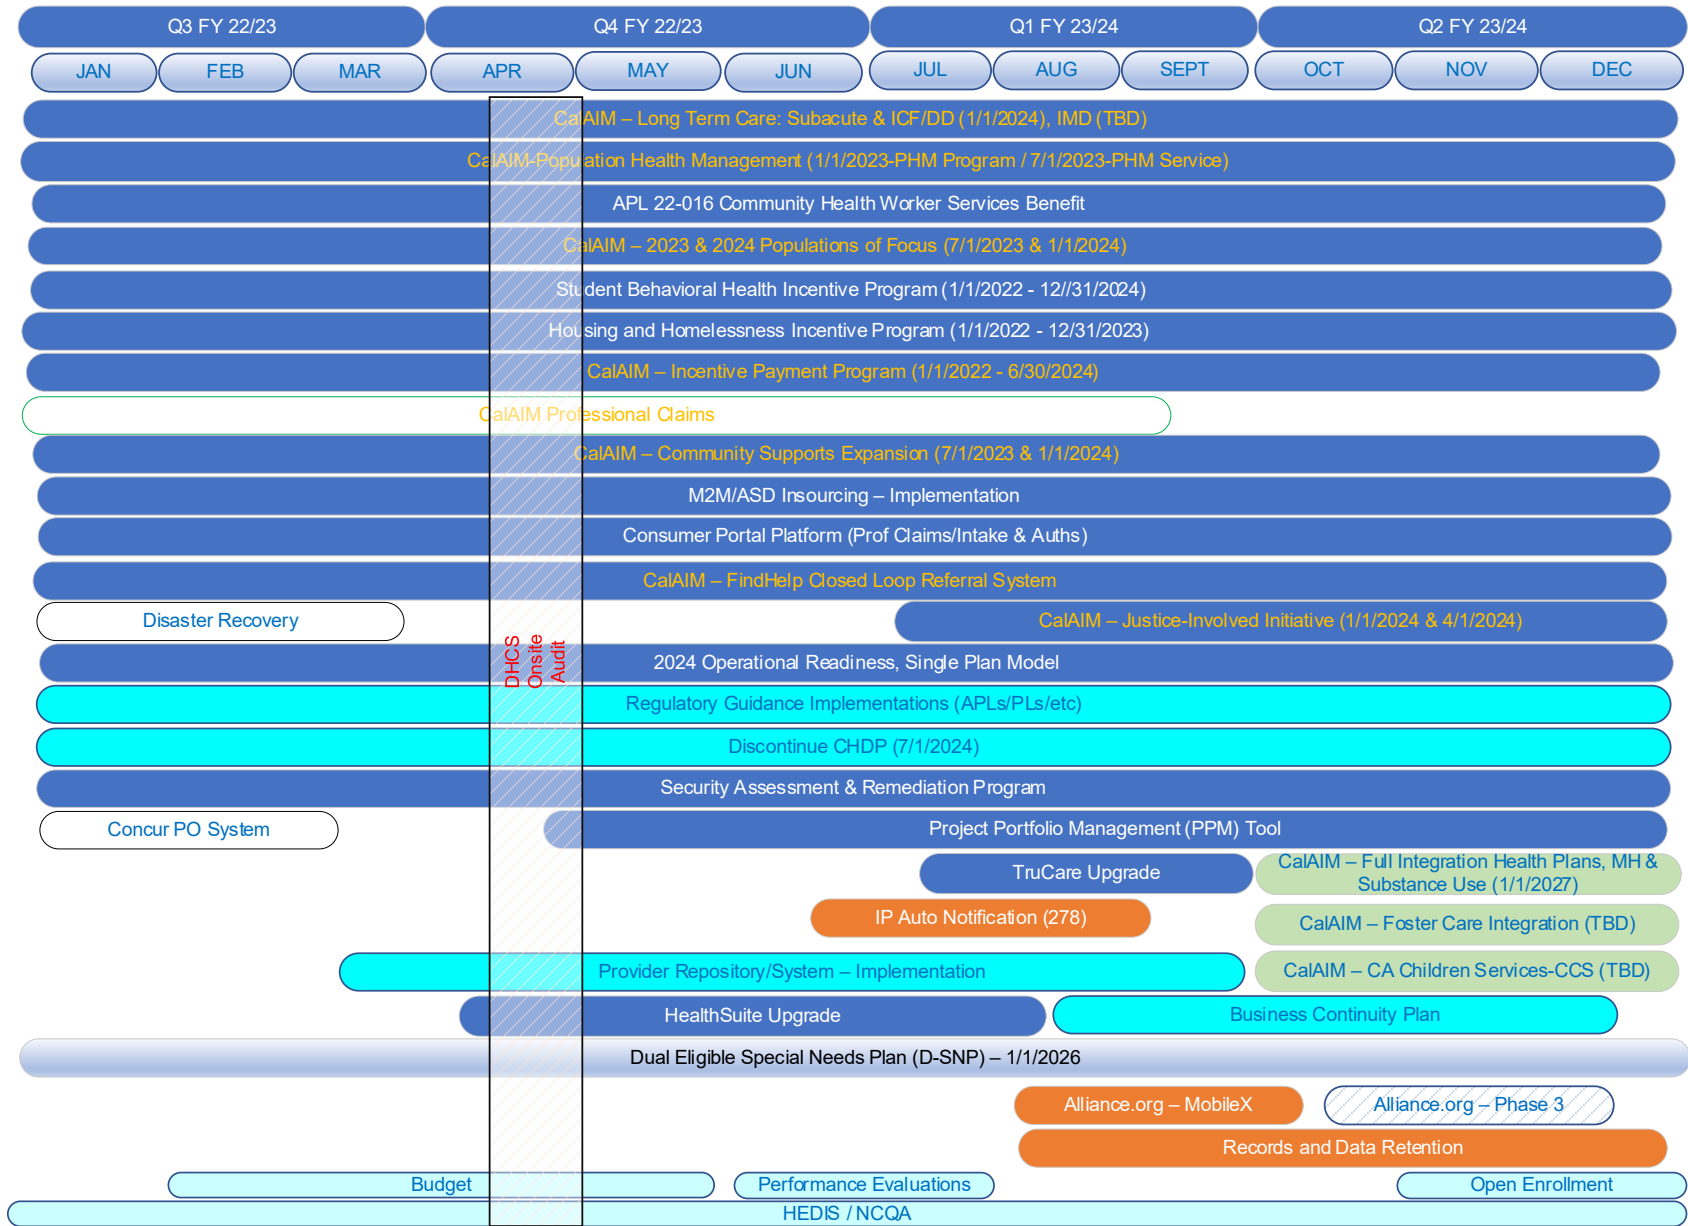 Q3 FY 22/23
Q4 FY 22/23
Q1 FY 23/24
Q2 FY 23/24
JAN
FEB
MAR
APR
MAY
JUN
JUL
AUG
SEPT
OCT
NOV
DEC
CalAIM – Long Term Care: Subacute & ICF/DD (1/1/2024), IMD (TBD)
CalAIM-Population Health Management (1/1/2023-PHM Program / 7/1/2023-PHM Service)
APL 22-016 Community Health Worker Services Benefit
CalAIM – 2023 & 2024 Populations of Focus (7/1/2023 & 1/1/2024)
Student Behavioral Health Incentive Program (1/1/2022 - 12//31/2024)
Housing and Homelessness Incentive Program (1/1/2022 - 12/31/2023)
CalAIM – Incentive Payment Program (1/1/2022 - 6/30/2024)
CalAIM Professional Claims
CalAIM – Community Supports Expansion (7/1/2023 & 1/1/2024)
M2M/ASD Insourcing – Implementation
Consumer Portal Platform (Prof Claims/Intake & Auths)
CalAIM – FindHelp Closed Loop Referral System
Disaster Recovery
CalAIM – Justice-Involved Initiative (1/1/2024 & 4/1/2024)
DHCS
Onsite
Audit
2024 Operational Readiness, Single Plan Model
Regulatory Guidance Implementations (APLs/PLs/etc)
Discontinue CHDP (7/1/2024)
Security Assessment & Remediation Program
Concur PO System
Project Portfolio Management (PPM) Tool
TruCare Upgrade
CalAIM – Full Integration Health Plans, MH &
Substance Use (1/1/2027)
IP Auto Notification (278)
CalAIM – Foster Care Integration (TBD)
Provider Repository/System – Implementation
CalAIM – CA Children Services-CCS (TBD)
HealthSuite Upgrade
Business Continuity Plan
Dual Eligible Special Needs Plan (D-SNP) – 1/1/2026
Alliance.org – MobileX
Alliance.org – Phase 3
Records and Data Retention
Budget
Performance Evaluations
Open Enrollment
HEDIS / NCQA